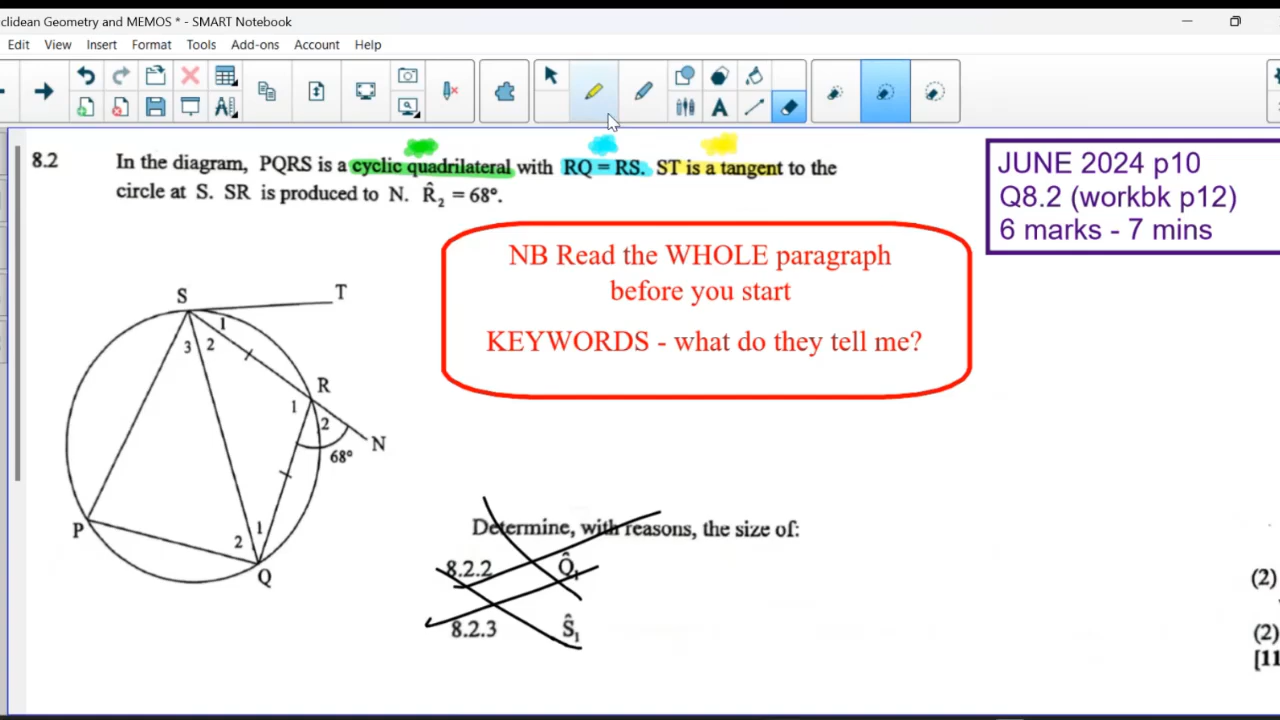 clidean Geometry and MEMOS * - SMART Notebook
Edit View Insert Format Tools Add-ons Account Help
8.2 In the diagram, PQRS is a cyclic quadrilateral with RQ = RS. ST is a tangent to the
circle at S. SR is produced to N. R̂₂ = 68°.
JUNE 2024 p10
Q8.2 (workbk p12)
6 marks - 7 mins
NB Read the WHOLE paragraph
before you start
KEYWORDS - what do they tell me?
S
T
1
3 2
R
1
2
N
68°
P
1
2
Q
Determine, with reasons, the size of:
8.2.2 Q̂₁ (2)
8.2.3 Ŝ₁ (2)
[11